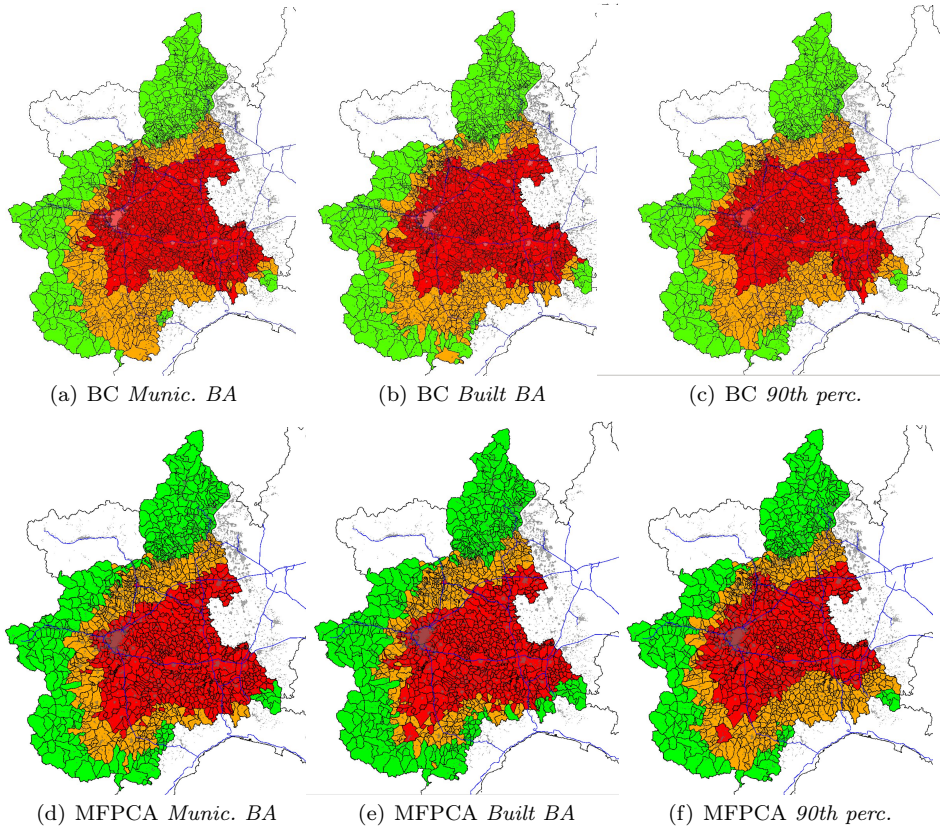 (a) BC Munic. BA
(b) BC Built BA
(c) BC 90th perc.
(d) MFPCA Munic. BA
(e) MFPCA Built BA
(f) MFPCA 90th perc.